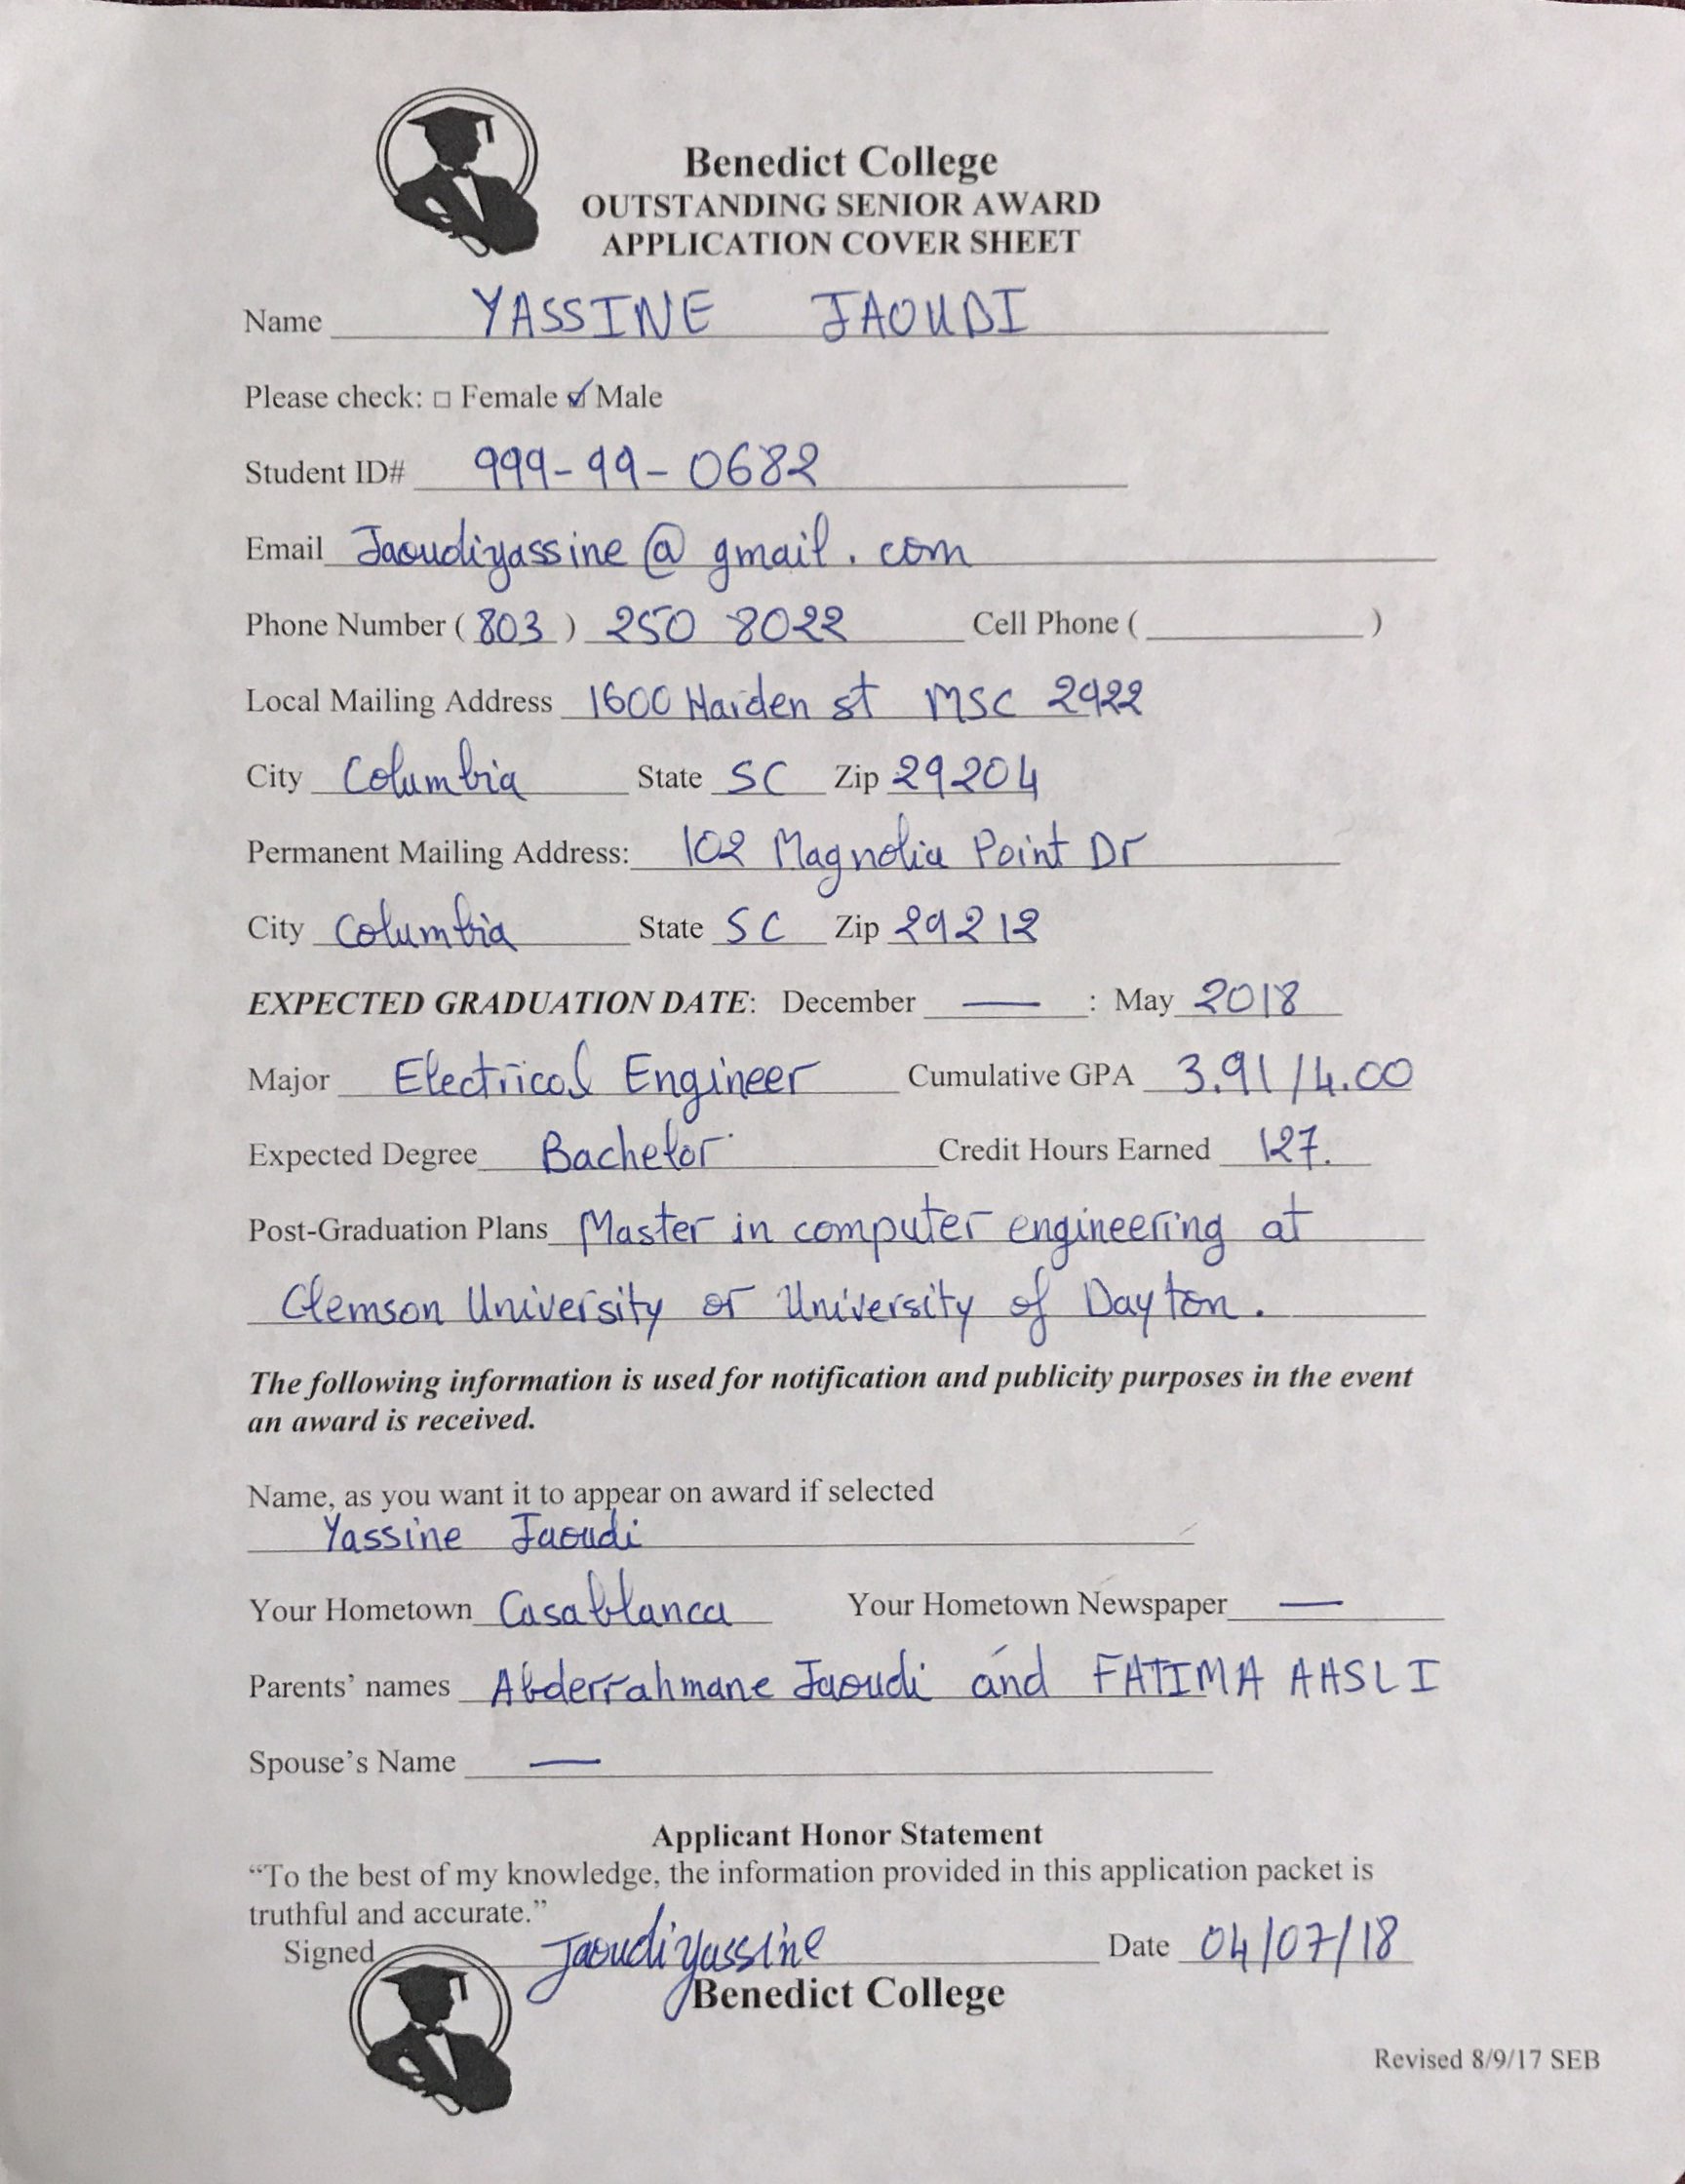 Benedict College
OUTSTANDING SENIOR AWARD
APPLICATION COVER SHEET
Name YASSINE JAOUDI
Please check: □ Female ☑ Male
Student ID# 999-99-0682
Email Jaoudiyassine@gmail.com
Phone Number (803) 250 8022 Cell Phone ( )
Local Mailing Address 1600 Harden st MSC 2922
City Columbia State SC Zip 29204
Permanent Mailing Address: 102 Magnolia Point Dr
City Columbia State SC Zip 29212
EXPECTED GRADUATION DATE: December — : May 2018
Major Electrical Engineer Cumulative GPA 3.91/4.00
Expected Degree Bachelor Credit Hours Earned 127.
Post-Graduation Plans Master in computer engineering at
Clemson University or University of Dayton.
The following information is used for notification and publicity purposes in the event
an award is received.
Name, as you want it to appear on award if selected
Yassine Jaoudi
Your Hometown Casablanca Your Hometown Newspaper —
Parents' names Abderrahmane Jaoudi and FATIMA AASLI
Spouse's Name —
Applicant Honor Statement
“To the best of my knowledge, the information provided in this application packet is
truthful and accurate.”
Signed Jaoudiyassine Date 04/07/18
Benedict College
Revised 8/9/17 SEB